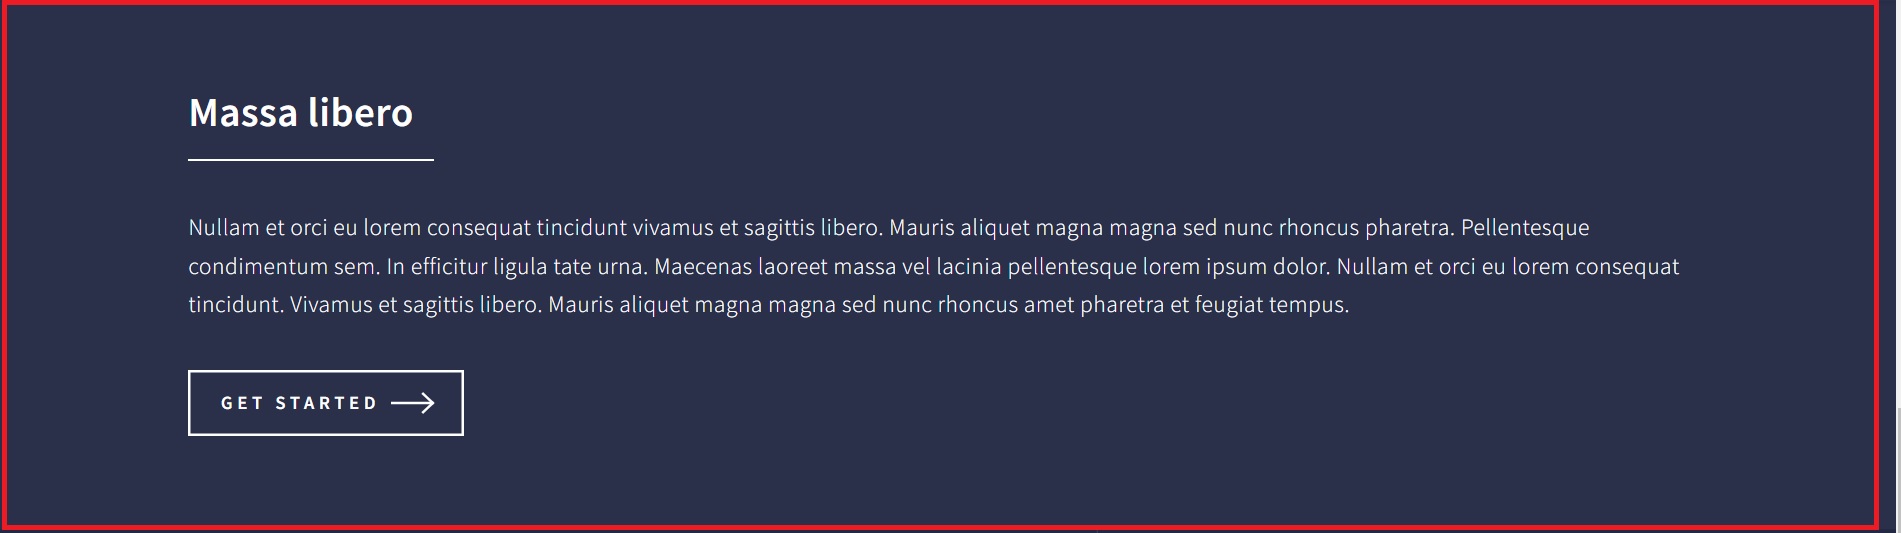 Massa libero
Nullam et orci eu lorem consequat tincidunt vivamus et sagittis libero. Mauris aliquet magna magna sed nunc rhoncus pharetra. Pellentesque
condimentum sem. In efficitur ligula tate urna. Maecenas laoreet massa vel lacinia pellentesque lorem ipsum dolor. Nullam et orci eu lorem consequat
tincidunt. Vivamus et sagittis libero. Mauris aliquet magna magna sed nunc rhoncus amet pharetra et feugiat tempus.
GET STARTED